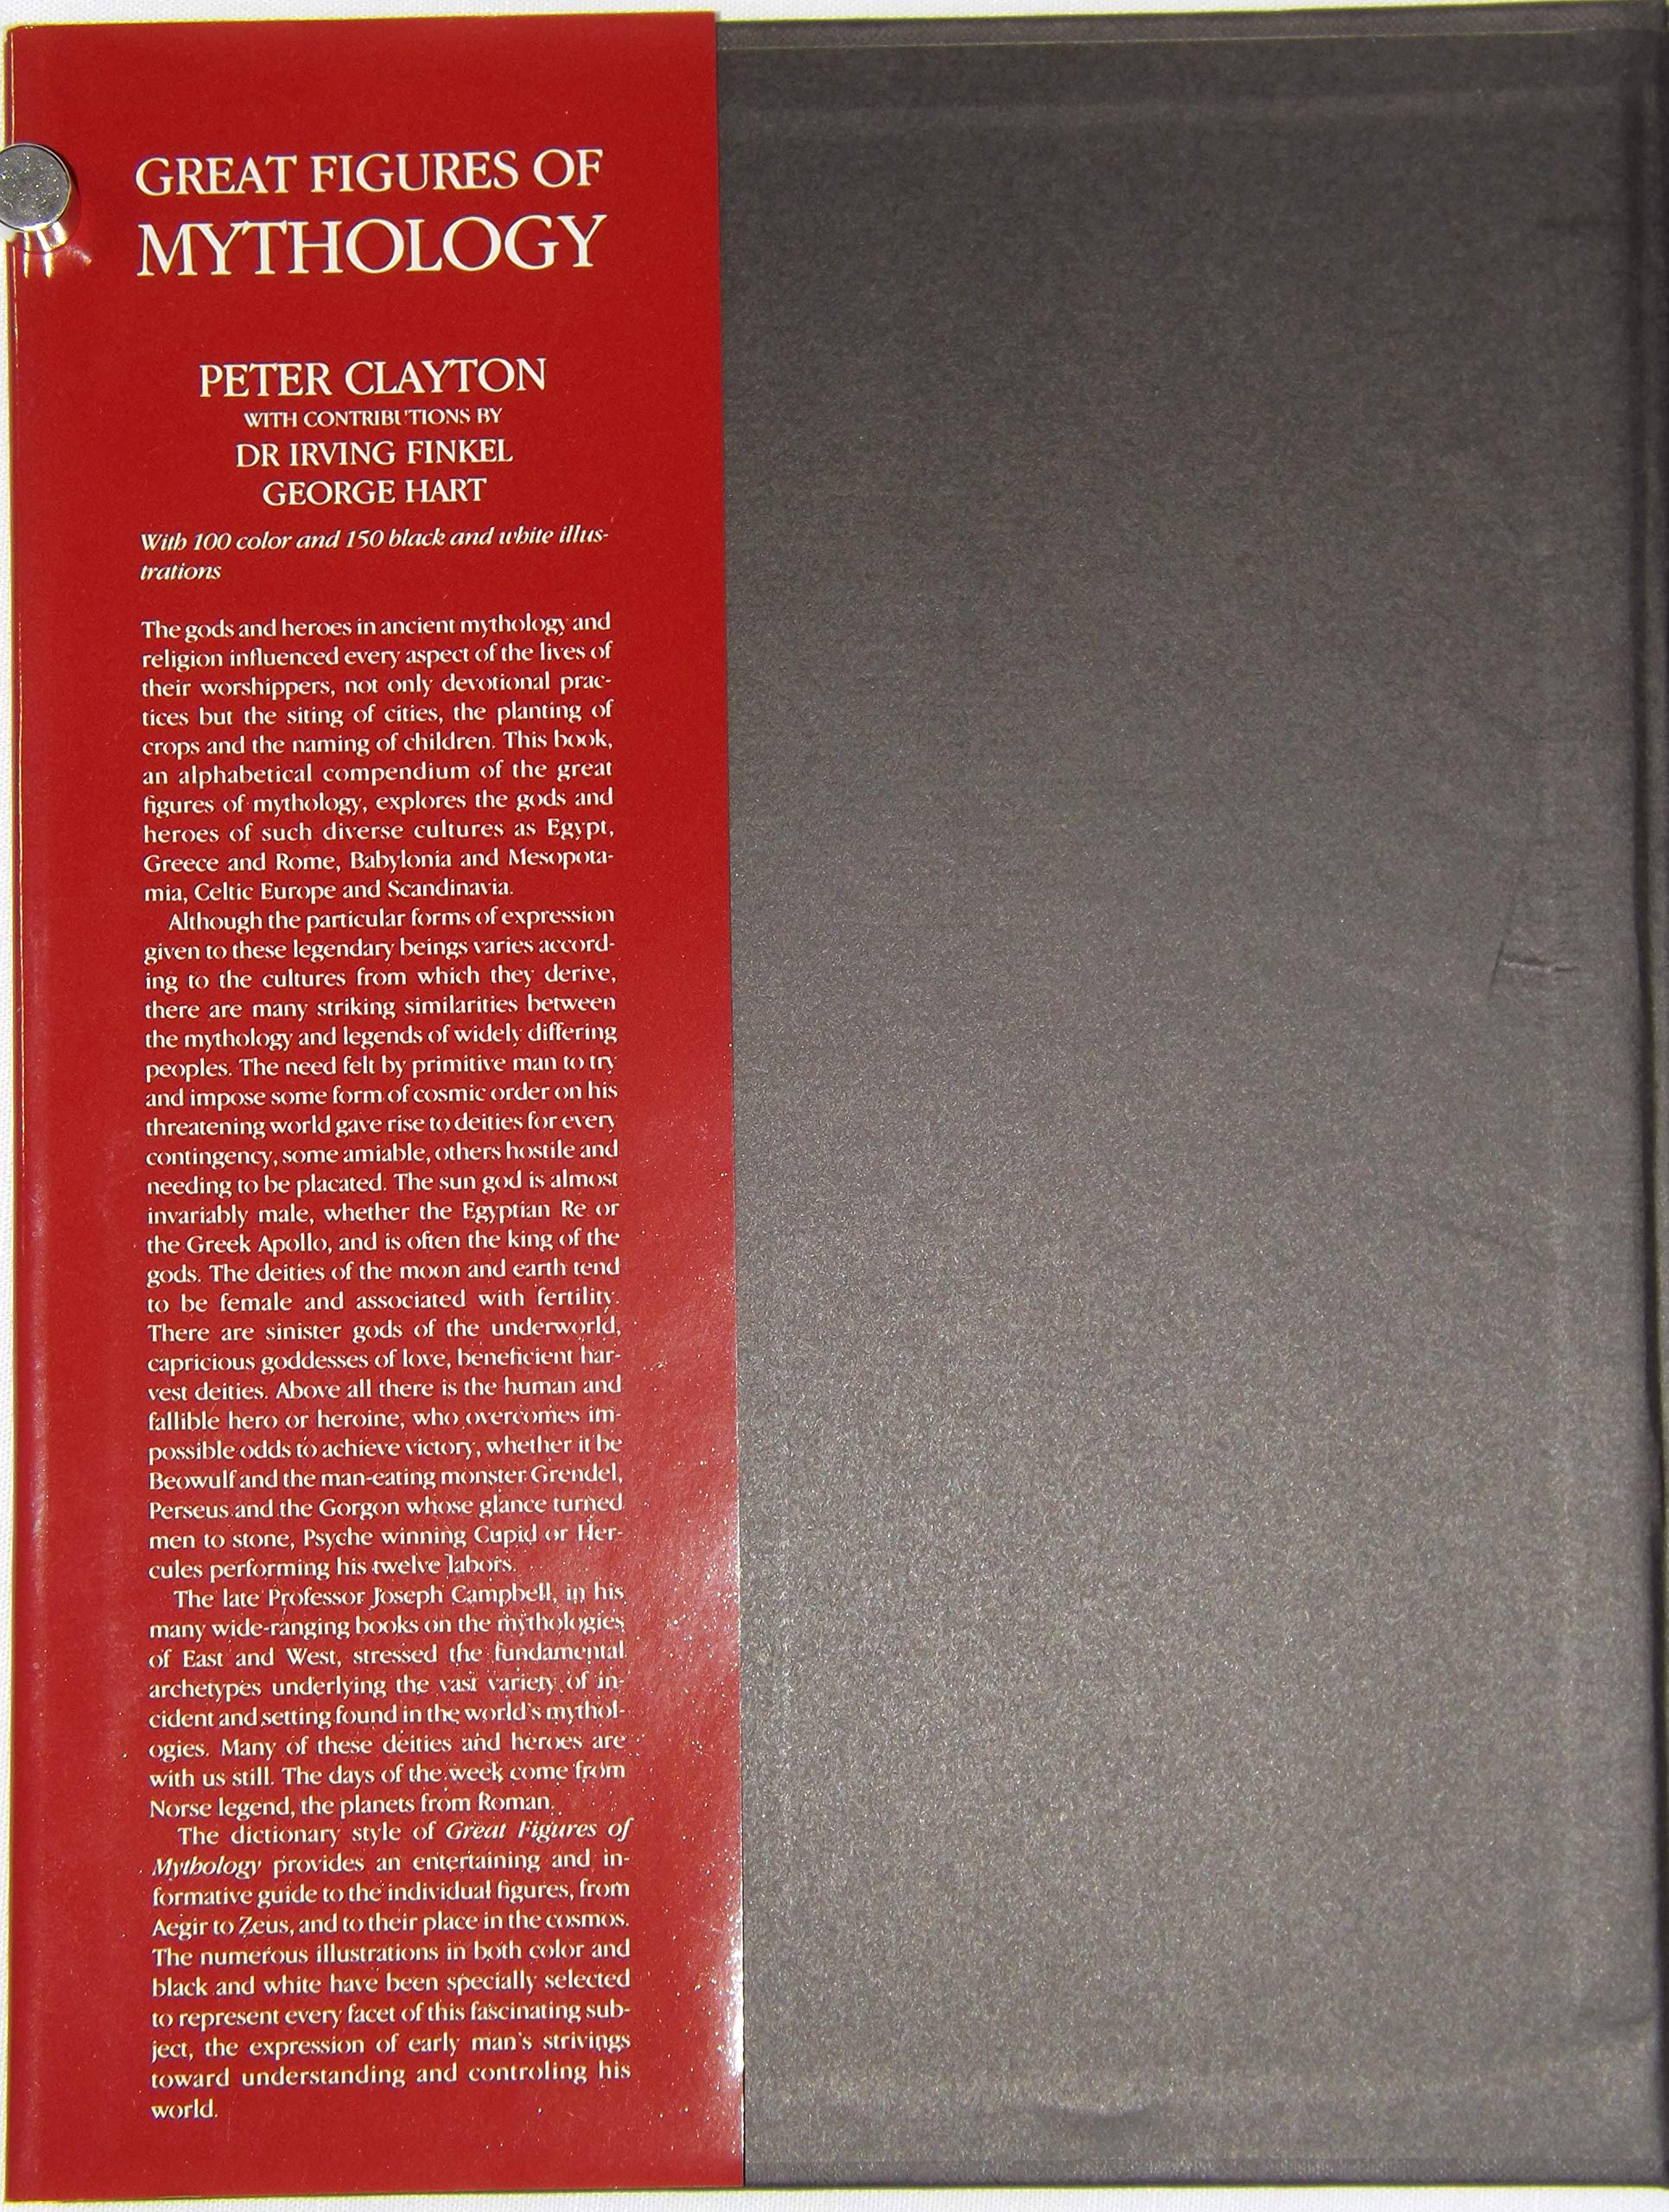 GREAT FIGURES OF
MYTHOLOGY
PETER CLAYTON
WITH CONTRIBUTIONS BY
DR IRVING FINKEL
GEORGE HART
With 100 color and 150 black and white illus-
trations
The gods and heroes in ancient mythology and
religion influenced every aspect of the lives of
their worshippers, not only devotional prac-
tices but the siting of cities, the planting of
crops and the naming of children. This book,
an alphabetical compendium of the great
figures of mythology, explores the gods and
heroes of such diverse cultures as Egypt,
Greece and Rome, Babylonia and Mesopota-
mia, Celtic Europe and Scandinavia.
Although the particular forms of expression
given to these legendary beings varies accord-
ing to the cultures from which they derive,
there are many striking similarities between
the mythology and legends of widely differing
peoples. The need felt by primitive man to try
and impose some form of cosmic order on his
threatening world gave rise to deities for every
contingency, some amiable, others hostile and
needing to be placated. The sun god is almost
invariably male, whether the Egyptian Re or
the Greek Apollo, and is often the king of the
gods. The deities of the moon and earth tend
to be female and associated with fertility.
There are sinister gods of the underworld,
capricious goddesses of love, beneficient har-
vest deities. Above all there is the human and
fallible hero or heroine, who overcomes im-
possible odds to achieve victory, whether it be
Beowulf and the man-eating monster Grendel,
Perseus and the Gorgon whose glance turned
men to stone, Psyche winning Cupid or Her-
cules performing his twelve labors.
The late Professor Joseph Campbell, in his
many wide-ranging books on the mythologies
of East and West, stressed the fundamental
archetypes underlying the vast variety of in-
cident and setting found in the world's mythol-
ogies. Many of these deities and heroes are
with us still. The days of the week come from
Norse legend, the planets from Roman.
The dictionary style of Great Figures of
Mythology provides an entertaining and in-
formative guide to the individual figures, from
Aegir to Zeus, and to their place in the cosmos.
The numerous illustrations in both color and
black and white have been specially selected
to represent every facet of this fascinating sub-
ject, the expression of early man's strivings
toward understanding and controling his
world.